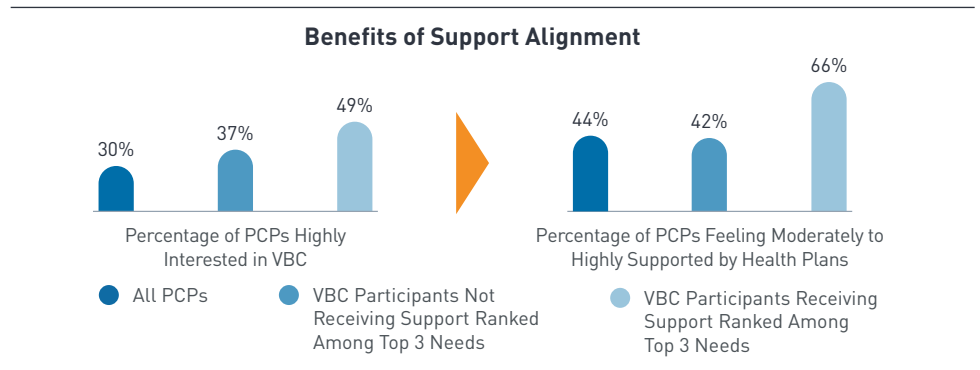 Benefits of Support Alignment
30%
37%
49%
Percentage of PCPs Highly
Interested in VBC
44%
42%
66%
Percentage of PCPs Feeling Moderately to
Highly Supported by Health Plans
All PCPs
VBC Participants Not
Receiving Support Ranked
Among Top 3 Needs
VBC Participants Receiving
Support Ranked Among
Top 3 Needs